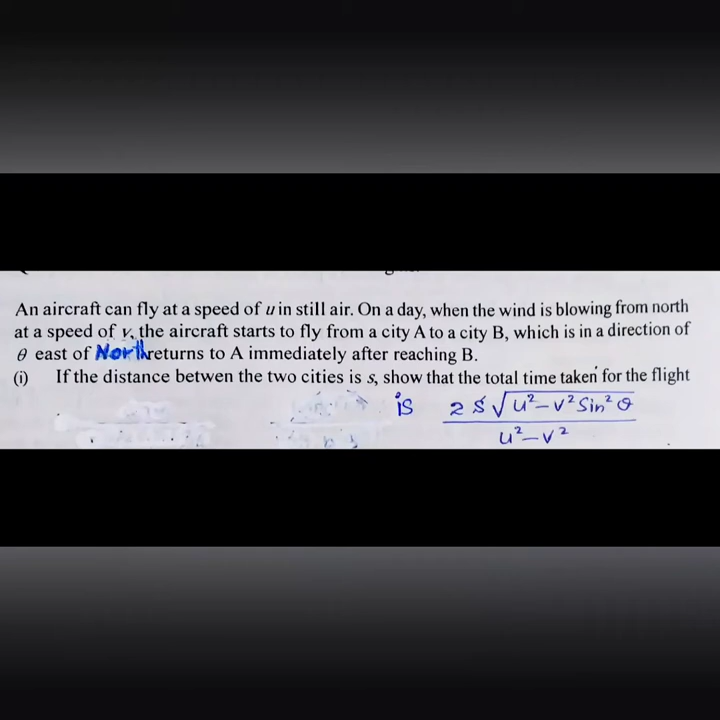 An aircraft can fly at a speed of u in still air. On a day, when the wind is blowing from north
at a speed of v, the aircraft starts to fly from a city A to a city B, which is in a direction of
θ east of North returns to A immediately after reaching B.
(i) If the distance betwen the two cities is s, show that the total time taken for the flight
is 2 s √(u² − v² Sin² θ) / (u² − v²)